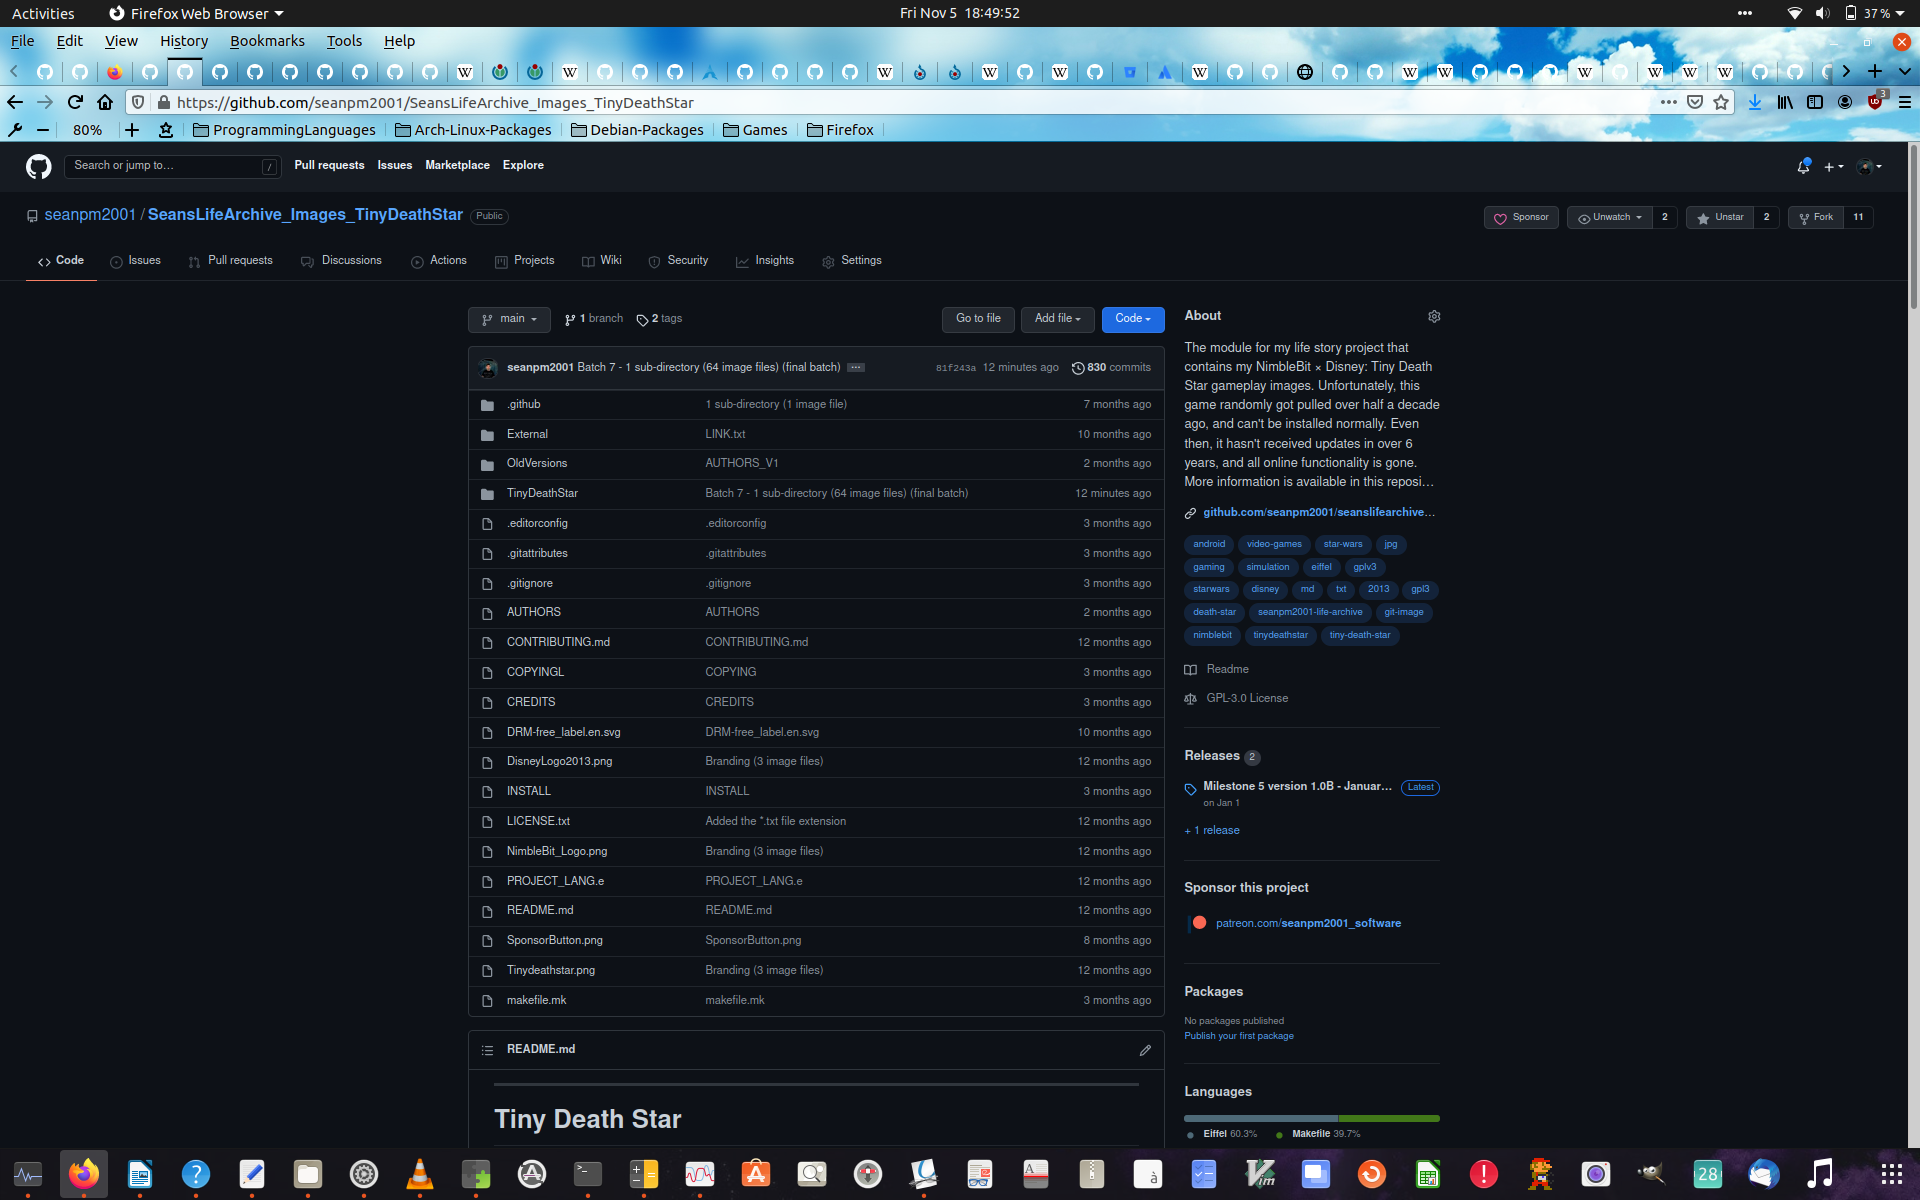 Activities Firefox Web Browser Fri Nov 5 18:49:52 37 %
File Edit View History Bookmarks Tools Help
https://github.com/seanpm2001/SeansLifeArchive_Images_TinyDeathStar 3
80% ProgrammingLanguages Arch-Linux-Packages Debian-Packages Games Firefox
Search or jump to... / Pull requests Issues Marketplace Explore
seanpm2001 / SeansLifeArchive_Images_TinyDeathStar Public Sponsor Unwatch 2 Unstar 2 Fork 11
Code Issues Pull requests Discussions Actions Projects Wiki Security Insights Settings
main 1 branch 2 tags Go to file Add file Code
seanpm2001 Batch 7 - 1 sub-directory (64 image files) (final batch) ... 81f243a 12 minutes ago 830 commits
.github 1 sub-directory (1 image file) 7 months ago
External LINK.txt 10 months ago
OldVersions AUTHORS_V1 2 months ago
TinyDeathStar Batch 7 - 1 sub-directory (64 image files) (final batch) 12 minutes ago
.editorconfig .editorconfig 3 months ago
.gitattributes .gitattributes 3 months ago
.gitignore .gitignore 3 months ago
AUTHORS AUTHORS 2 months ago
CONTRIBUTING.md CONTRIBUTING.md 12 months ago
COPYINGL COPYING 3 months ago
CREDITS CREDITS 3 months ago
DRM-free_label.en.svg DRM-free_label.en.svg 10 months ago
DisneyLogo2013.png Branding (3 image files) 12 months ago
INSTALL INSTALL 3 months ago
LICENSE.txt Added the *.txt file extension 12 months ago
NimbleBit_Logo.png Branding (3 image files) 12 months ago
PROJECT_LANG.e PROJECT_LANG.e 12 months ago
README.md README.md 12 months ago
SponsorButton.png SponsorButton.png 8 months ago
Tinydeathstar.png Branding (3 image files) 12 months ago
makefile.mk makefile.mk 3 months ago
README.md
Tiny Death Star
About
The module for my life story project that
contains my NimbleBit × Disney: Tiny Death
Star gameplay images. Unfortunately, this
game randomly got pulled over half a decade
ago, and can't be installed normally. Even
then, it hasn't received updates in over 6
years, and all online functionality is gone.
More information is available in this reposi...
github.com/seanpm2001/seanslifearchive...
android video-games star-wars jpg
gaming simulation eiffel gplv3
starwars disney md txt 2013 gpl3
death-star seanpm2001-life-archive git-image
nimblebit tinydeathstar tiny-death-star
Readme
GPL-3.0 License
Releases 2
Milestone 5 version 1.0B - Januar... Latest
on Jan 1
+ 1 release
Sponsor this project
patreon.com/seanpm2001_software
Packages
No packages published
Publish your first package
Languages
Eiffel 60.3% Makefile 39.7%
28